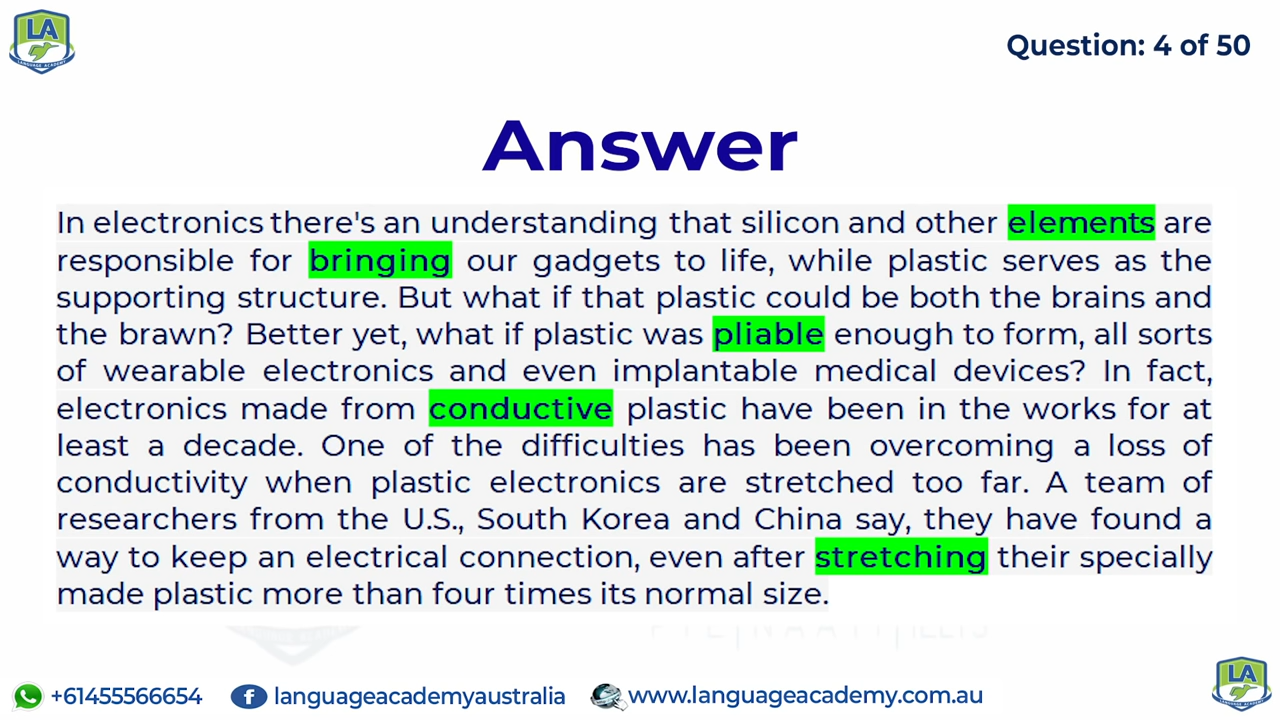 LA
LANGUAGE ACADEMY
Question: 4 of 50
Answer
In electronics there's an understanding that silicon and other elements are
responsible for bringing our gadgets to life, while plastic serves as the
supporting structure. But what if that plastic could be both the brains and
the brawn? Better yet, what if plastic was pliable enough to form, all sorts
of wearable electronics and even implantable medical devices? In fact,
electronics made from conductive plastic have been in the works for at
least a decade. One of the difficulties has been overcoming a loss of
conductivity when plastic electronics are stretched too far. A team of
researchers from the U.S., South Korea and China say, they have found a
way to keep an electrical connection, even after stretching their specially
made plastic more than four times its normal size.
+61455566654 languageacademyaustralia www.languageacademy.com.au
LA